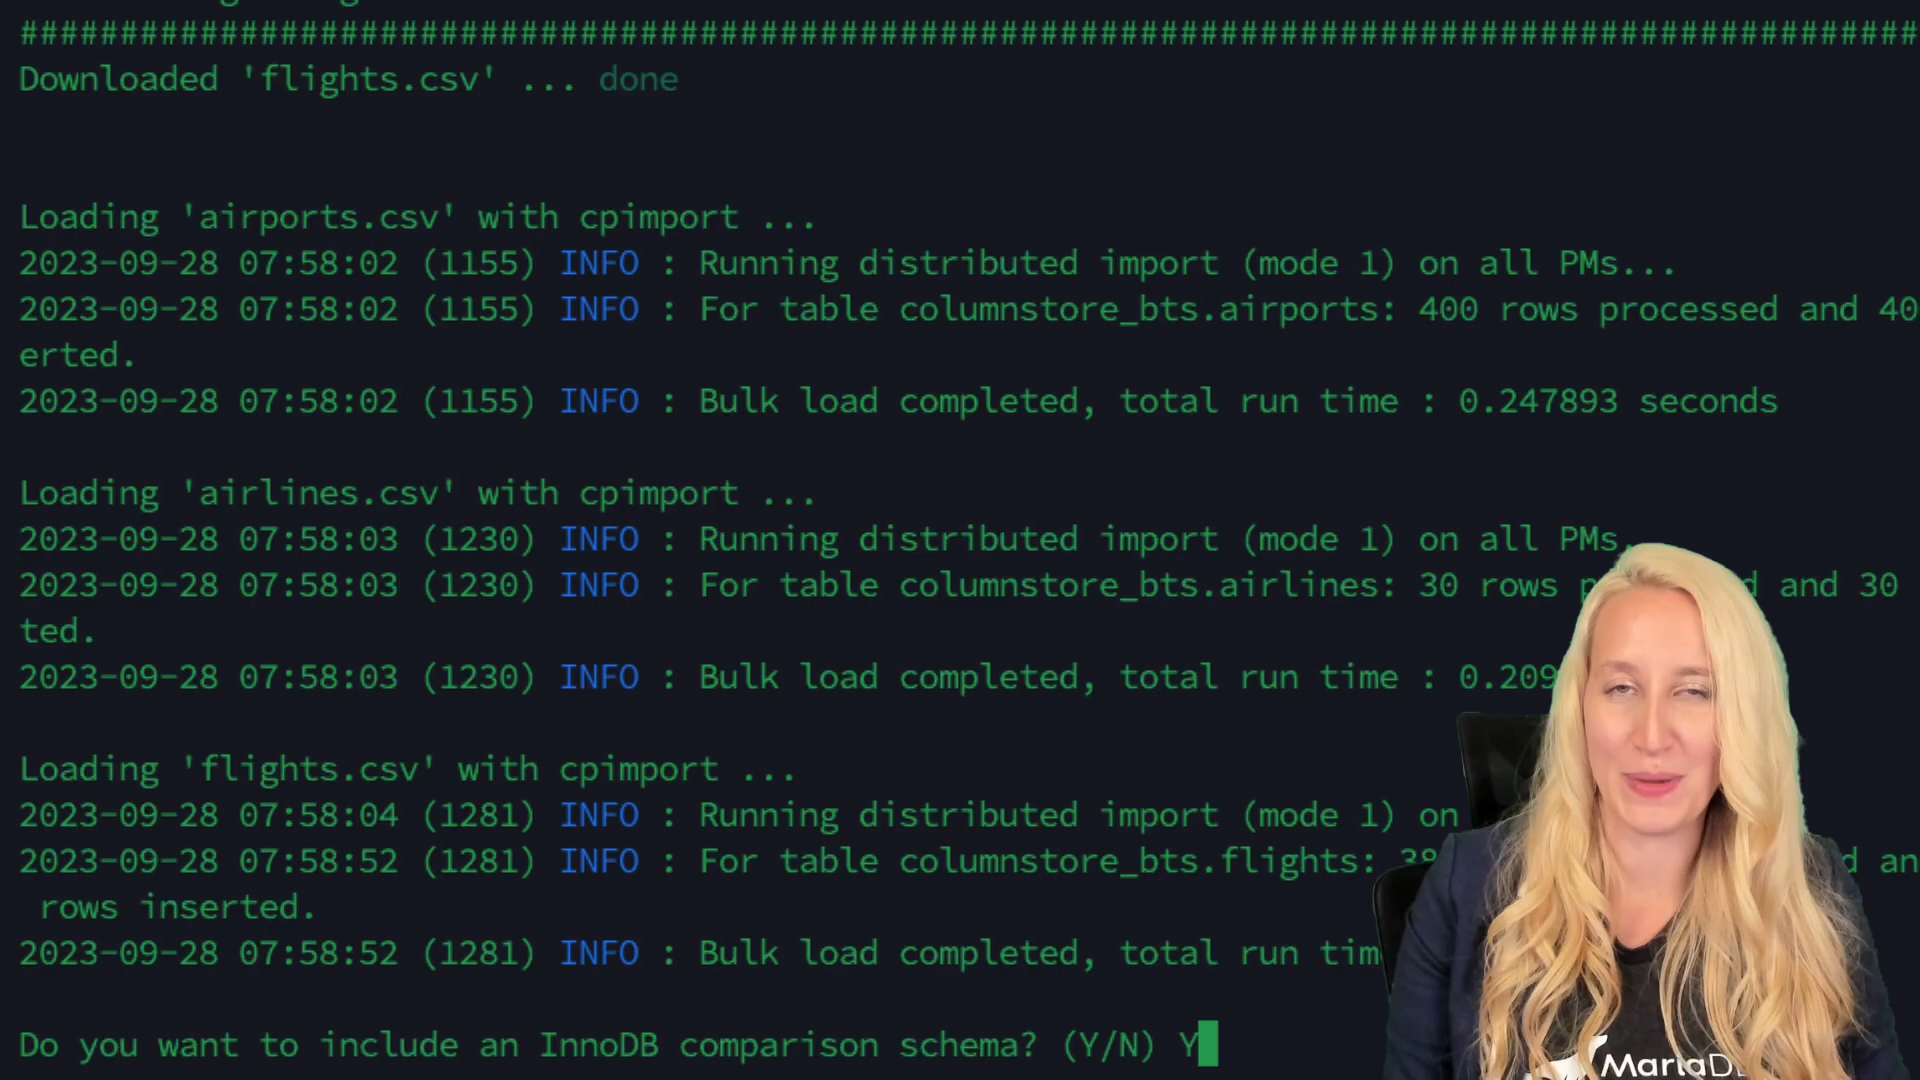 ################################################################################################
Downloaded 'flights.csv' ... done
Loading 'airports.csv' with cpimport ...
2023-09-28 07:58:02 (1155) INFO : Running distributed import (mode 1) on all PMs...
2023-09-28 07:58:02 (1155) INFO : For table columnstore_bts.airports: 400 rows processed and 40
erted.
2023-09-28 07:58:02 (1155) INFO : Bulk load completed, total run time : 0.247893 seconds
Loading 'airlines.csv' with cpimport ...
2023-09-28 07:58:03 (1230) INFO : Running distributed import (mode 1) on all PMs.
2023-09-28 07:58:03 (1230) INFO : For table columnstore_bts.airlines: 30 rows and 30
ted.
2023-09-28 07:58:03 (1230) INFO : Bulk load completed, total run time : 0.209
Loading 'flights.csv' with cpimport ...
2023-09-28 07:58:04 (1281) INFO : Running distributed import (mode 1) on
2023-09-28 07:58:52 (1281) INFO : For table columnstore_bts.flights: 38
rows inserted.
2023-09-28 07:58:52 (1281) INFO : Bulk load completed, total run tim
Do you want to include an InnoDB comparison schema? (Y/N) Y
MariaD